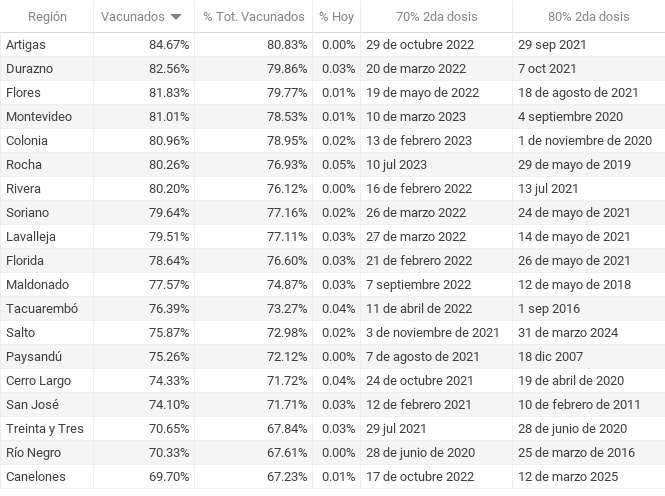 Región Vacunados % Tot. Vacunados % Hoy 70% 2da dosis 80% 2da dosis
Artigas 84.67% 80.83% 0.00% 29 de octubre 2022 29 sep 2021
Durazno 82.56% 79.86% 0.03% 20 de marzo 2022 7 oct 2021
Flores 81.83% 79.77% 0.01% 19 de mayo de 2022 18 de agosto de 2021
Montevideo 81.01% 78.53% 0.01% 10 de marzo 2023 4 septiembre 2020
Colonia 80.96% 78.95% 0.02% 13 de febrero 2023 1 de noviembre de 2020
Rocha 80.26% 76.93% 0.05% 10 jul 2023 29 de mayo de 2019
Rivera 80.20% 76.12% 0.00% 16 de febrero 2022 13 jul 2021
Soriano 79.64% 77.16% 0.02% 26 de marzo 2022 24 de mayo de 2021
Lavalleja 79.51% 77.11% 0.03% 27 de marzo 2022 14 de mayo de 2021
Florida 78.64% 76.60% 0.03% 21 de febrero 2022 26 de mayo de 2021
Maldonado 77.57% 74.87% 0.03% 7 septiembre 2022 12 de mayo de 2018
Tacuarembó 76.39% 73.27% 0.04% 11 de abril de 2022 1 sep 2016
Salto 75.87% 72.98% 0.02% 3 de noviembre de 2021 31 de marzo 2024
Paysandú 75.26% 72.12% 0.00% 7 de agosto de 2021 18 dic 2007
Cerro Largo 74.33% 71.72% 0.04% 24 de octubre 2021 19 de abril de 2020
San José 74.10% 71.71% 0.03% 12 de febrero 2021 10 de febrero de 2011
Treinta y Tres 70.65% 67.84% 0.03% 29 jul 2021 28 de junio de 2020
Río Negro 70.33% 67.61% 0.00% 28 de junio de 2020 25 de marzo de 2016
Canelones 69.70% 67.23% 0.01% 17 de octubre 2022 12 de marzo 2025